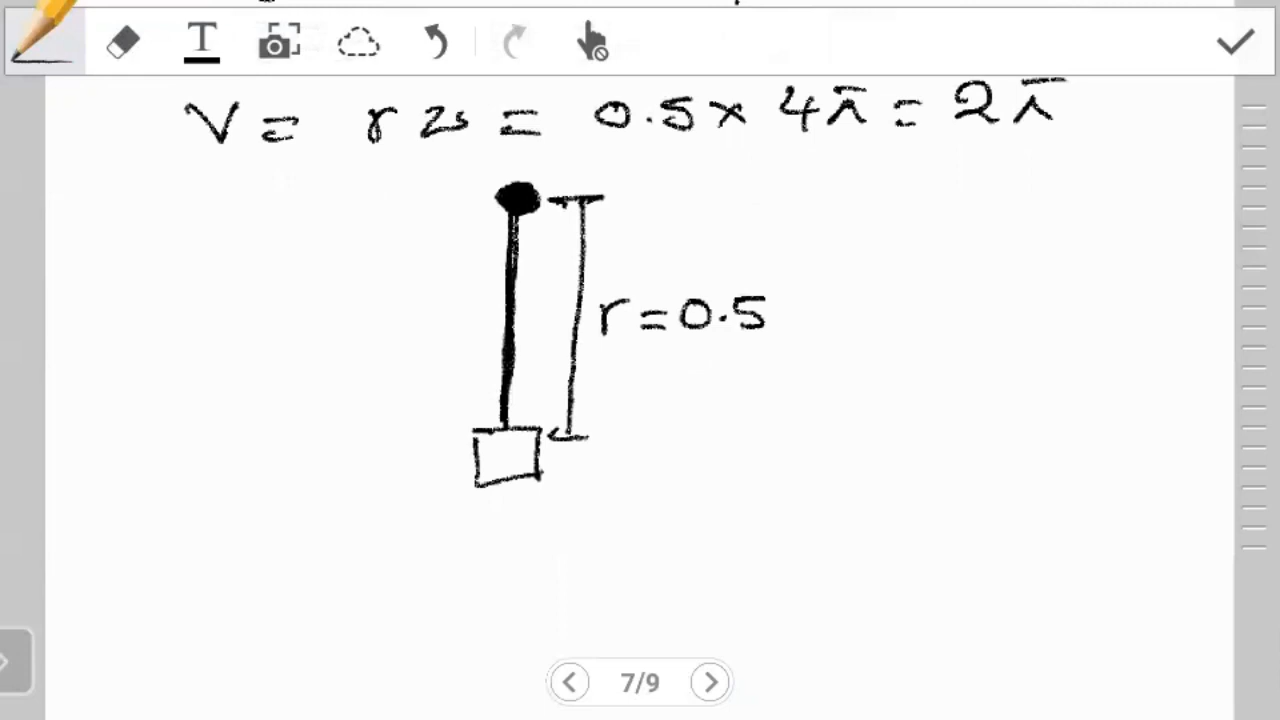 T
V = rω = 0.5 × 4π = 2π
r = 0.5
7/9